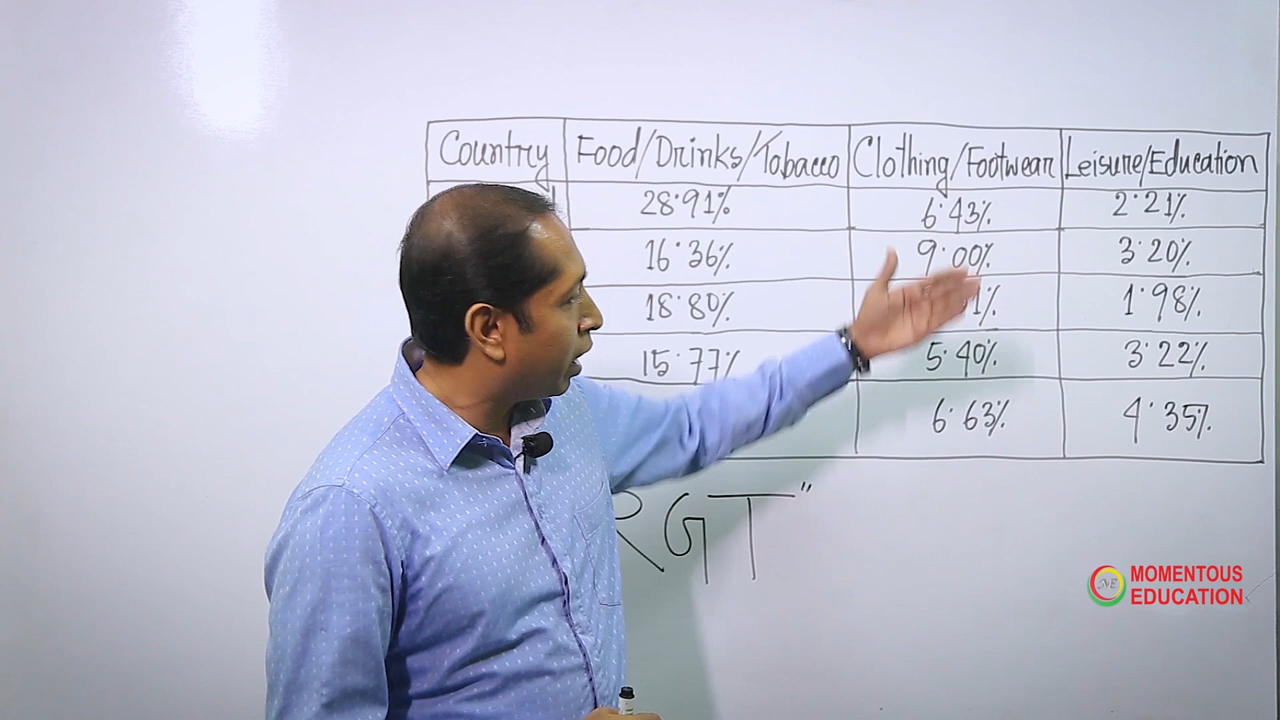 Country Food/Drinks/Tobacco Clothing/Footwear Leisure/Education
28·91% 6·43% 2·21%
16·36% 9·00% 3·20%
18·80% 1·98%
15·77% 5·40% 3·22%
6·63% 4·35%
RGT"
MOMENTOUS
EDUCATION